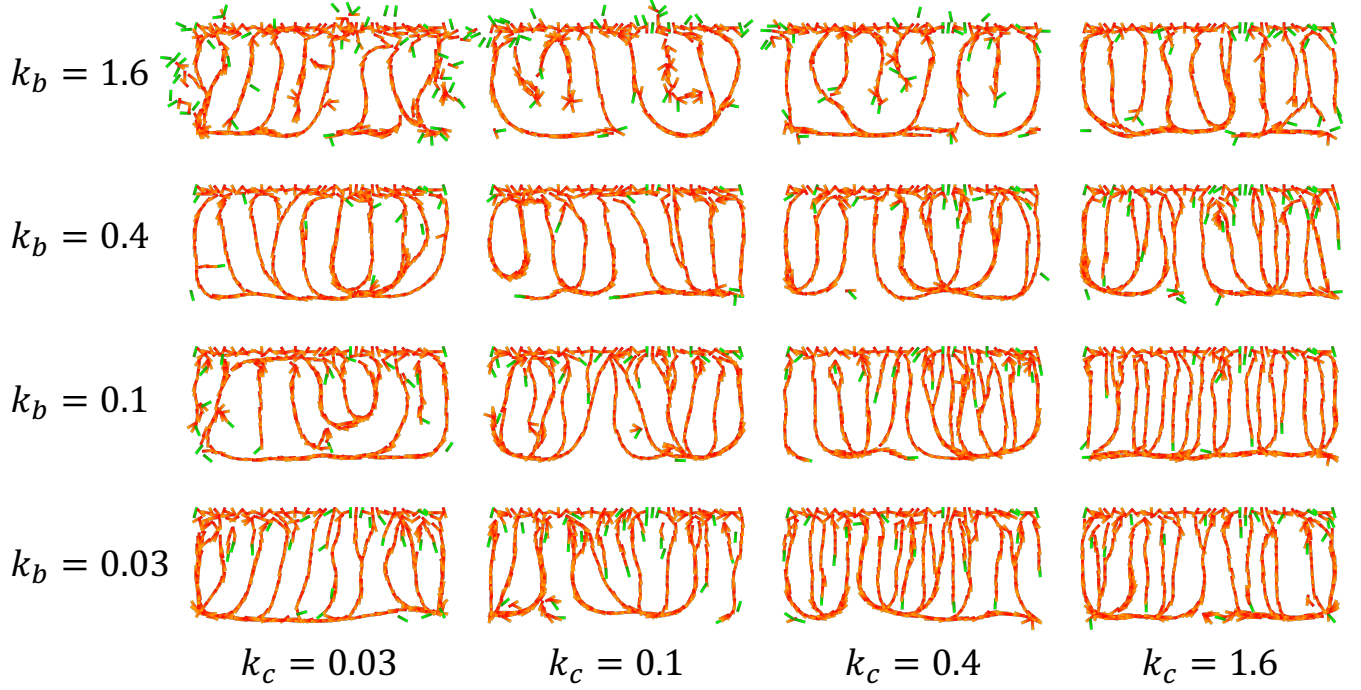 k_b = 1.6
k_b = 0.4
k_b = 0.1
k_b = 0.03
k_c = 0.03
k_c = 0.1
k_c = 0.4
k_c = 1.6